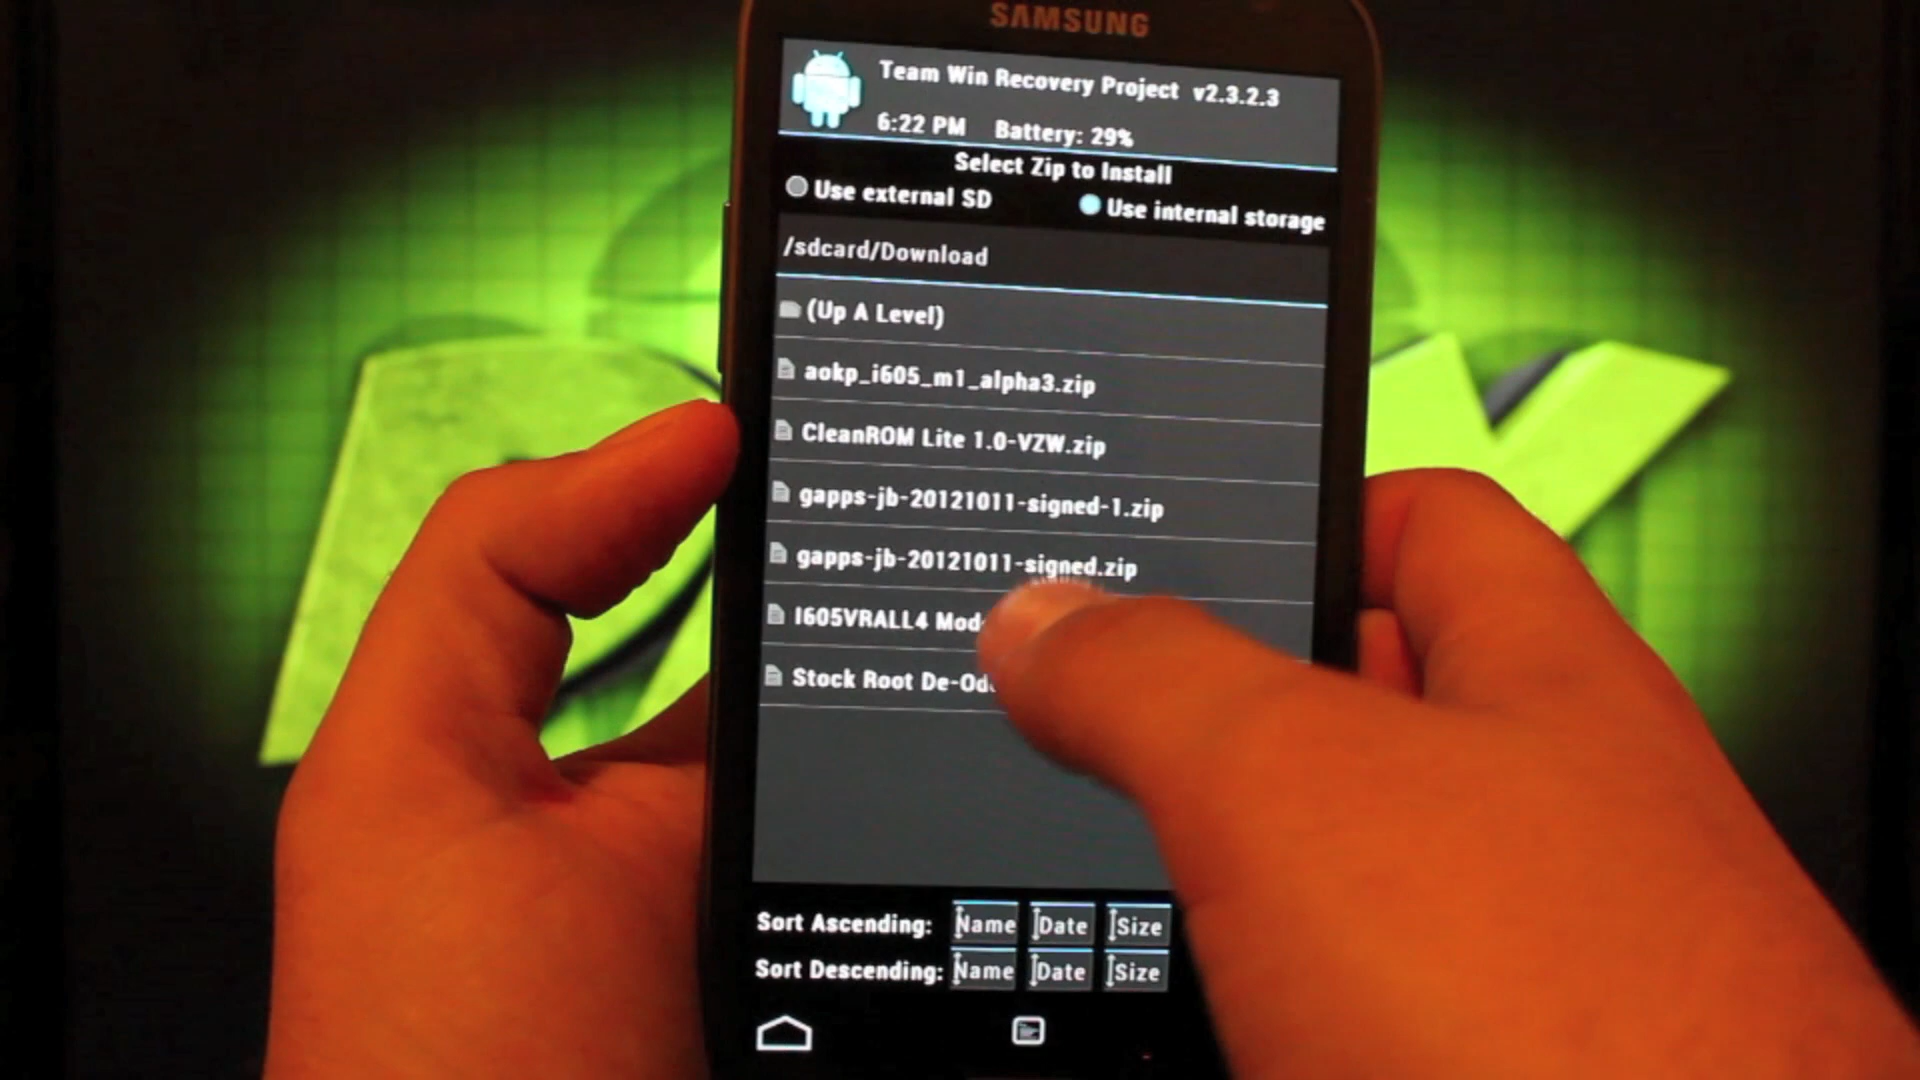 SAMSUNG
Team Win Recovery Project v2.3.2.3
6:22 PM Battery: 29%
Select Zip to Install
Use external SD Use internal storage
/sdcard/Download
(Up A Level)
aokp_i605_m1_alpha3.zip
CleanROM Lite 1.0-VZW.zip
gapps-jb-20121011-signed-1.zip
gapps-jb-20121011-signed.zip
I605VRALL4
Stock Root
Sort Ascending: Name Date Size
Sort Descending: Name Date Size